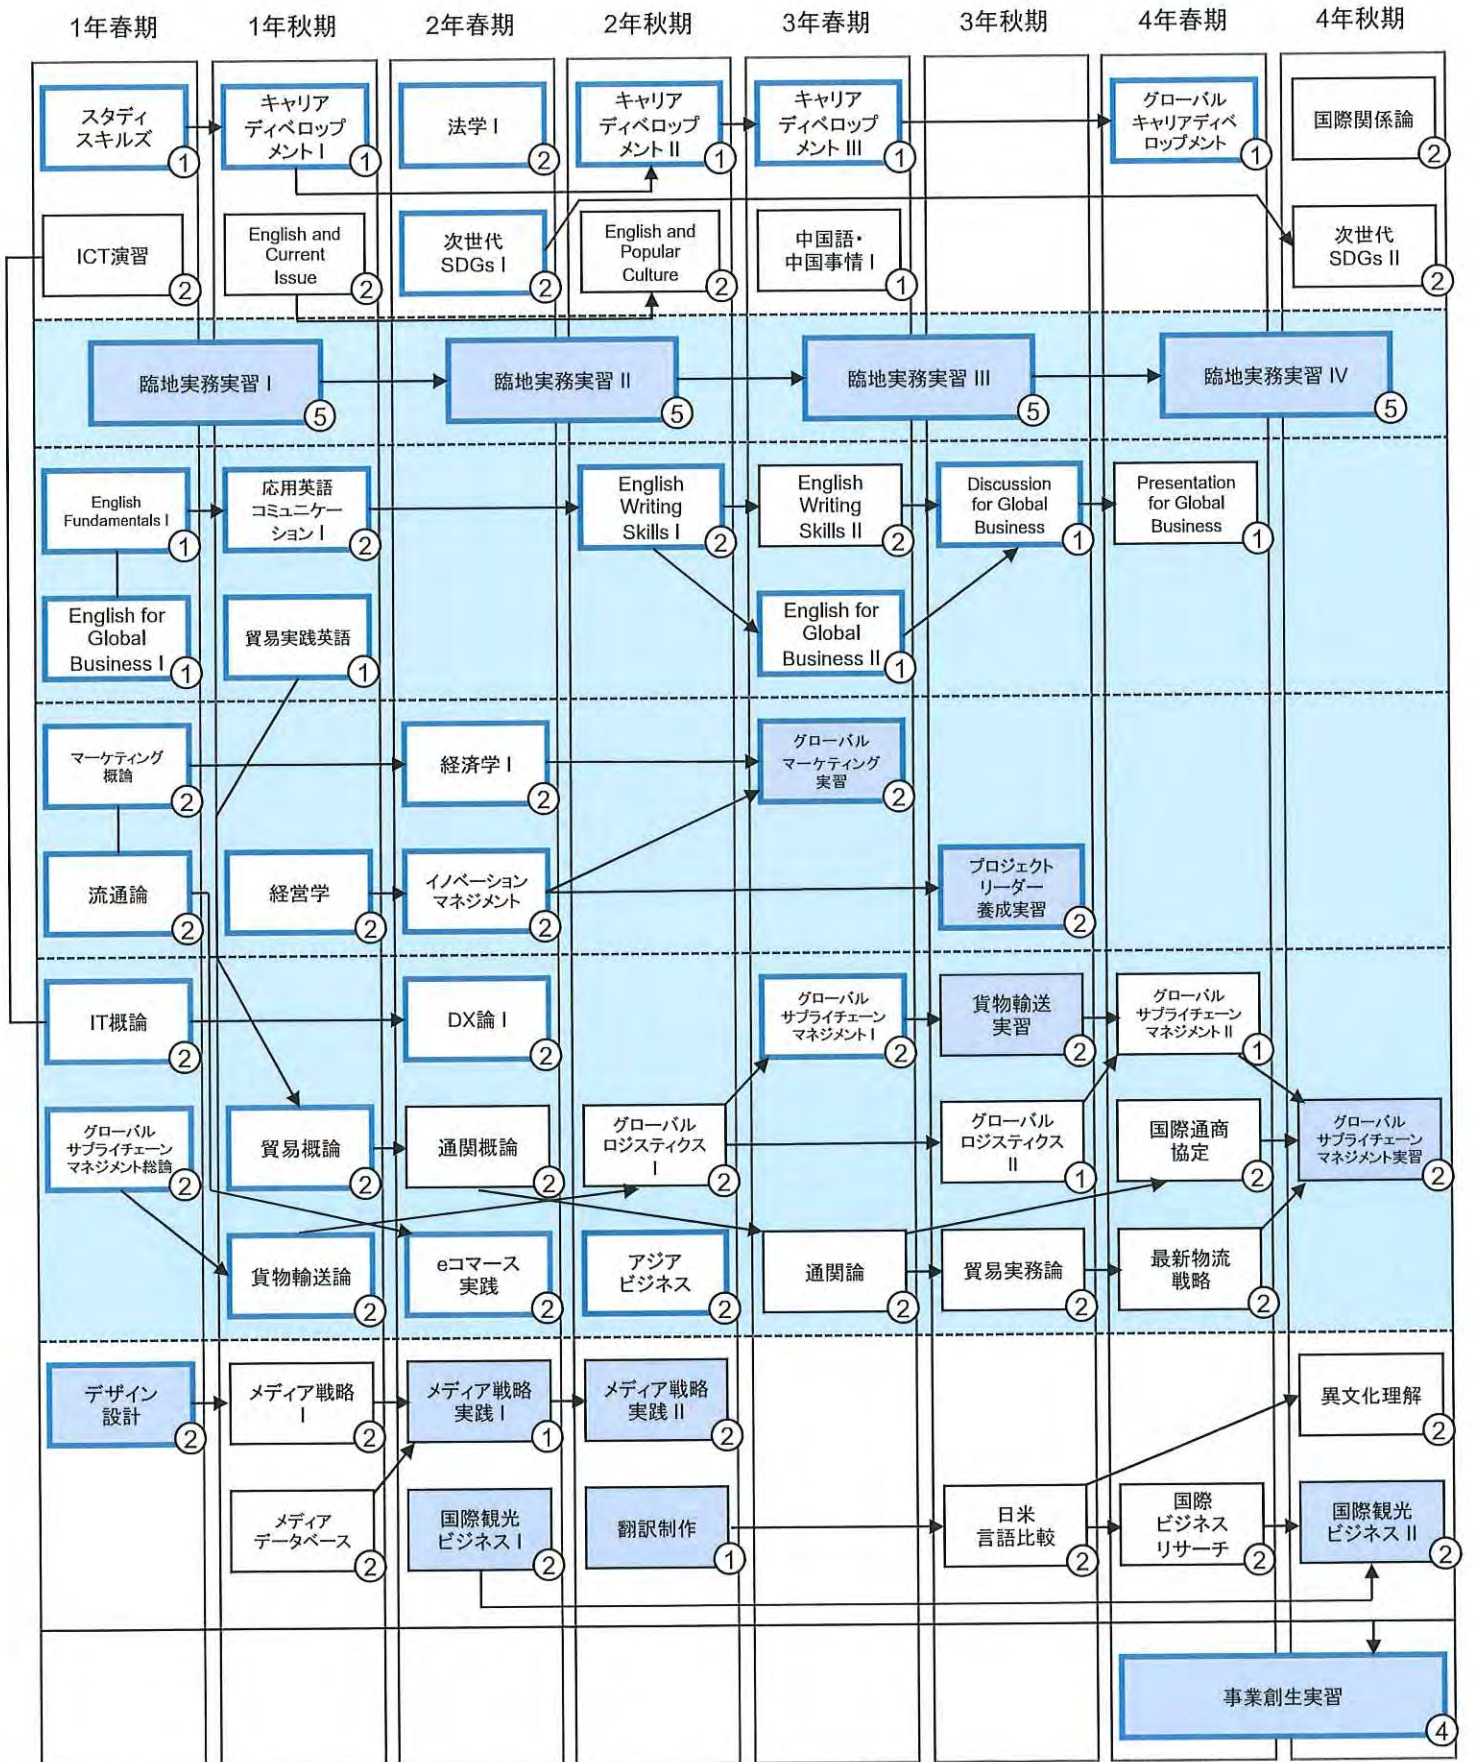 1年春期
1年秋期
2年春期
2年秋期
3年春期
3年秋期
4年春期
4年秋期
スタディ
スキルズ
1
キャリア
ディベロップ
メント I
1
法学 I
2
キャリア
ディベロップ
メント II
1
キャリア
ディベロップ
メント III
1
グローバル
キャリアディベ
ロップメント
1
国際関係論
2
ICT演習
2
English and
Current
Issue
2
次世代
SDGs I
2
English and
Popular
Culture
2
中国語・
中国事情 I
1
次世代
SDGs II
2
臨地実務実習 I
5
臨地実務実習 II
5
臨地実務実習 III
5
臨地実務実習 IV
5
English
Fundamentals I
1
応用英語
コミュニケー
ション I
2
English
Writing
Skills I
2
English
Writing
Skills II
2
Discussion
for Global
Business
1
Presentation
for Global
Business
1
English for
Global
Business I
1
貿易実践英語
1
English for
Global
Business II
1
マーケティング
概論
2
経済学 I
2
グローバル
マーケティング
実習
2
流通論
2
経営学
2
イノベーション
マネジメント
2
プロジェクト
リーダー
養成実習
2
IT概論
2
DX論 I
2
グローバル
サプライチェーン
マネジメント I
2
貨物輸送
実習
2
グローバル
サプライチェーン
マネジメント II
1
グローバル
サプライチェーン
マネジメント総論
2
貿易概論
2
通関概論
2
グローバル
ロジスティクス
I
2
グローバル
ロジスティクス
II
1
国際通商
協定
2
グローバル
サプライチェーン
マネジメント実習
2
貨物輸送論
2
eコマース
実践
2
アジア
ビジネス
2
通関論
2
貿易実務論
2
最新物流
戦略
2
デザイン
設計
2
メディア戦略
I
2
メディア戦略
実践 I
1
メディア戦略
実践 II
2
異文化理解
2
メディア
データベース
2
国際観光
ビジネス I
2
翻訳制作
1
日米
言語比較
2
国際
ビジネス
リサーチ
2
国際観光
ビジネス II
2
事業創生実習
4